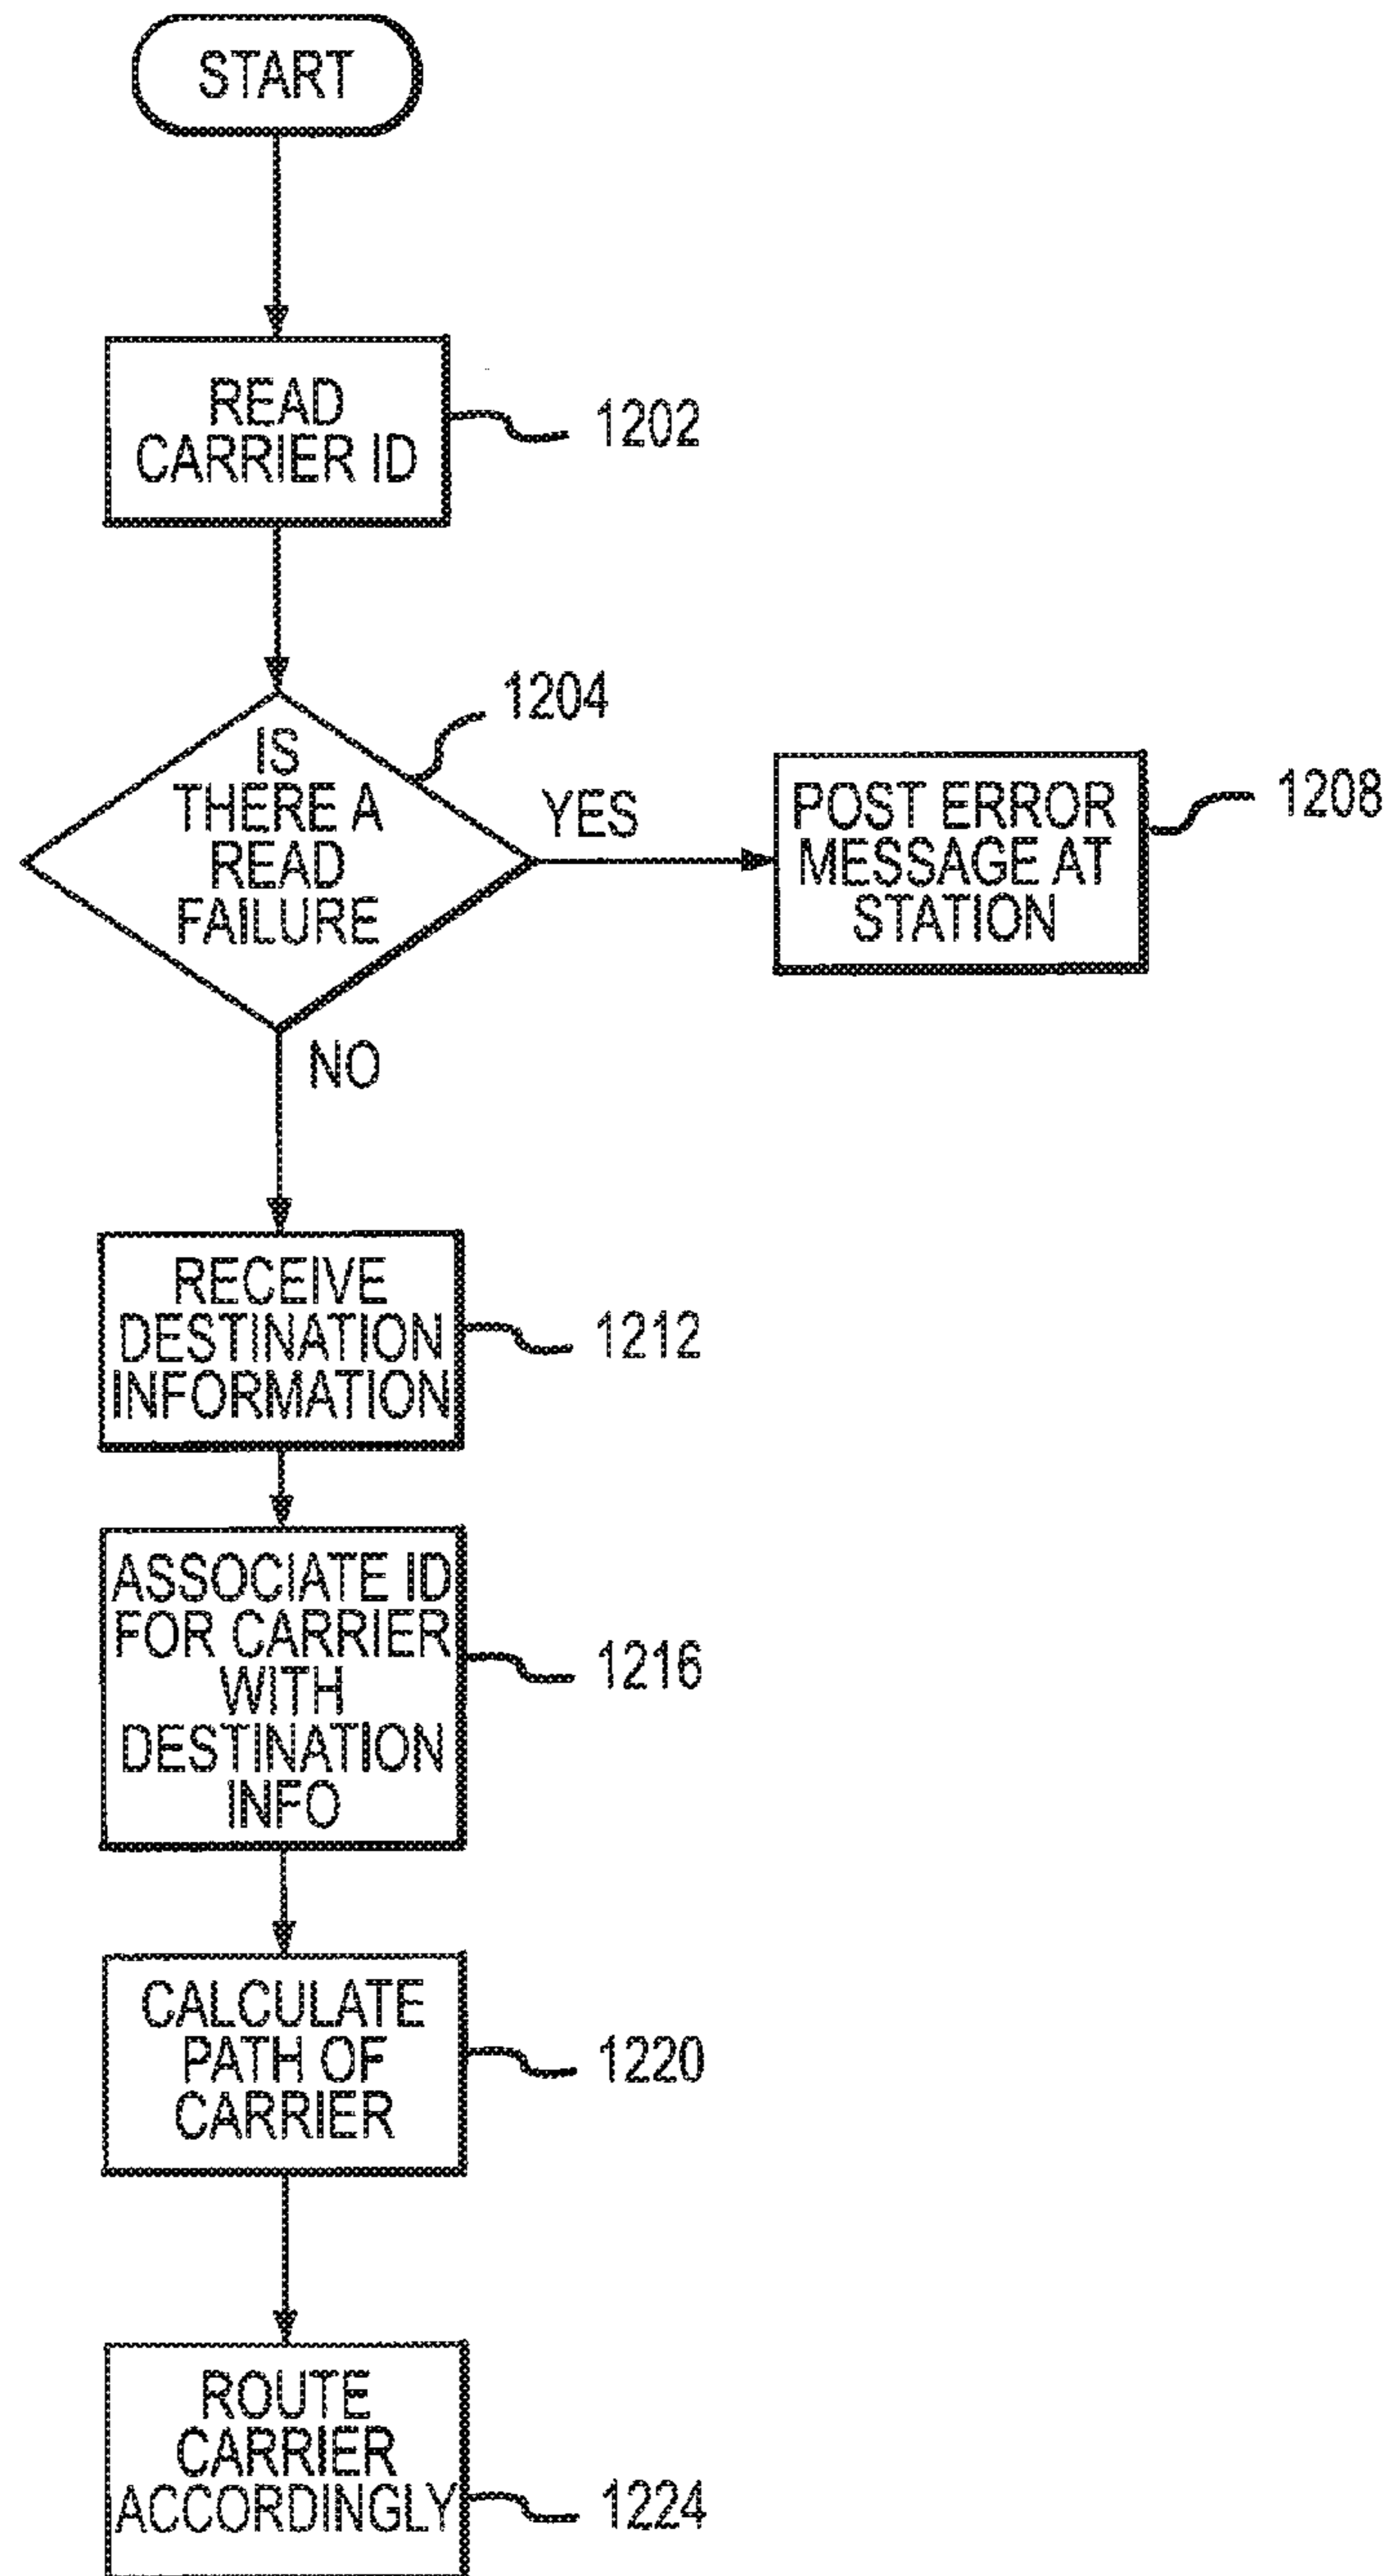 START
READ
CARRIER ID
1202
1204
IS
THERE A
READ
FAILURE
YES
POST ERROR
MESSAGE AT
STATION
1208
NO
RECEIVE
DESTINATION
INFORMATION
1212
ASSOCIATE ID
FOR CARRIER
WITH
DESTINATION
INFO
1216
CALCULATE
PATH OF
CARRIER
1220
ROUTE
CARRIER
ACCORDINGLY
1224